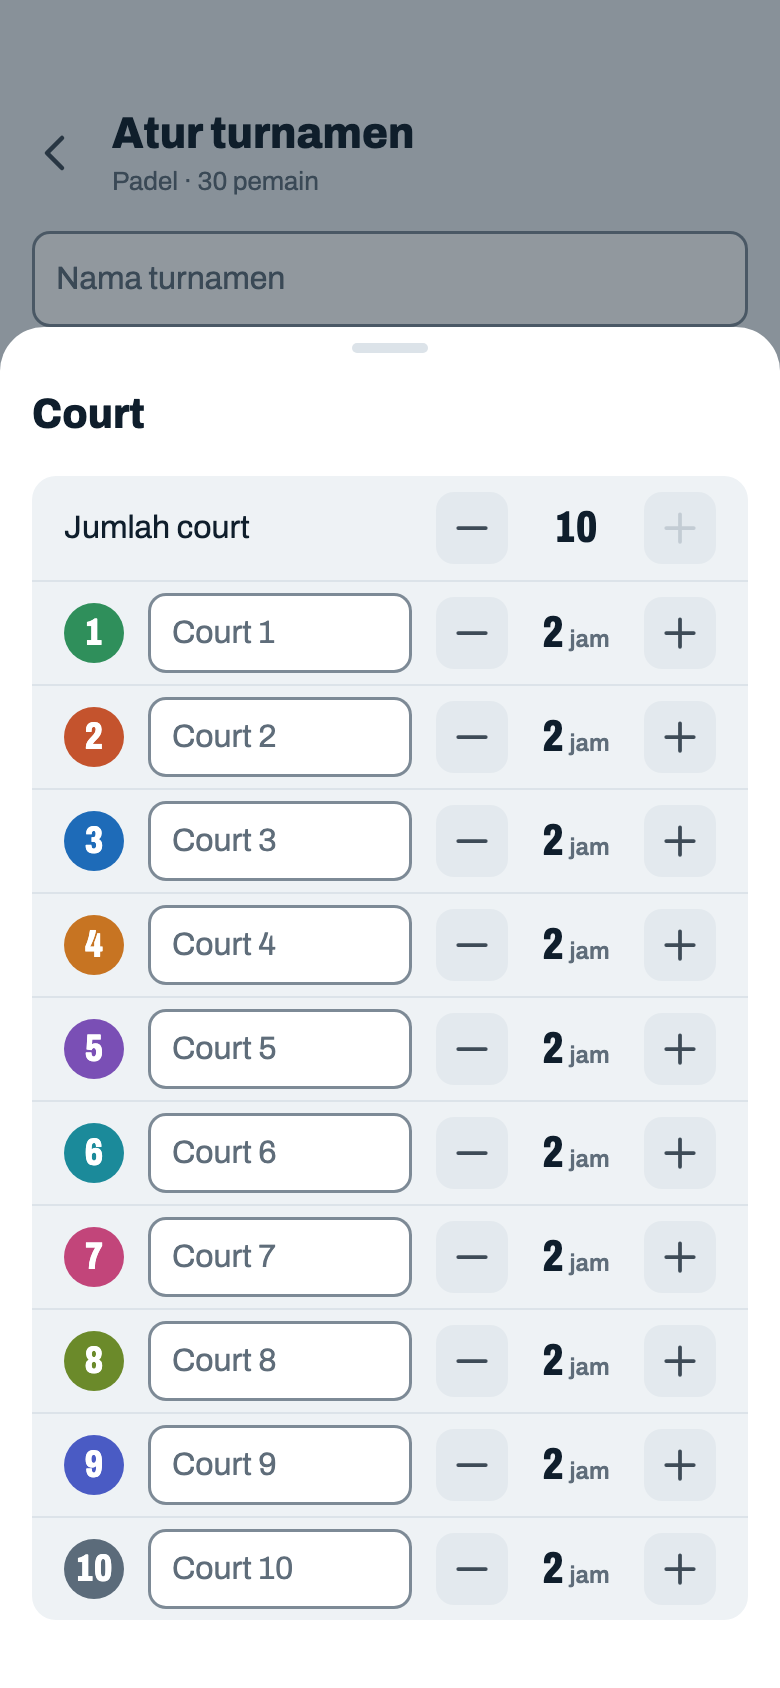 Atur turnamen
Padel · 30 pemain
Nama turnamen
Court
Jumlah court 10
1 Court 1 2 jam
2 Court 2 2 jam
3 Court 3 2 jam
4 Court 4 2 jam
5 Court 5 2 jam
6 Court 6 2 jam
7 Court 7 2 jam
8 Court 8 2 jam
9 Court 9 2 jam
10 Court 10 2 jam